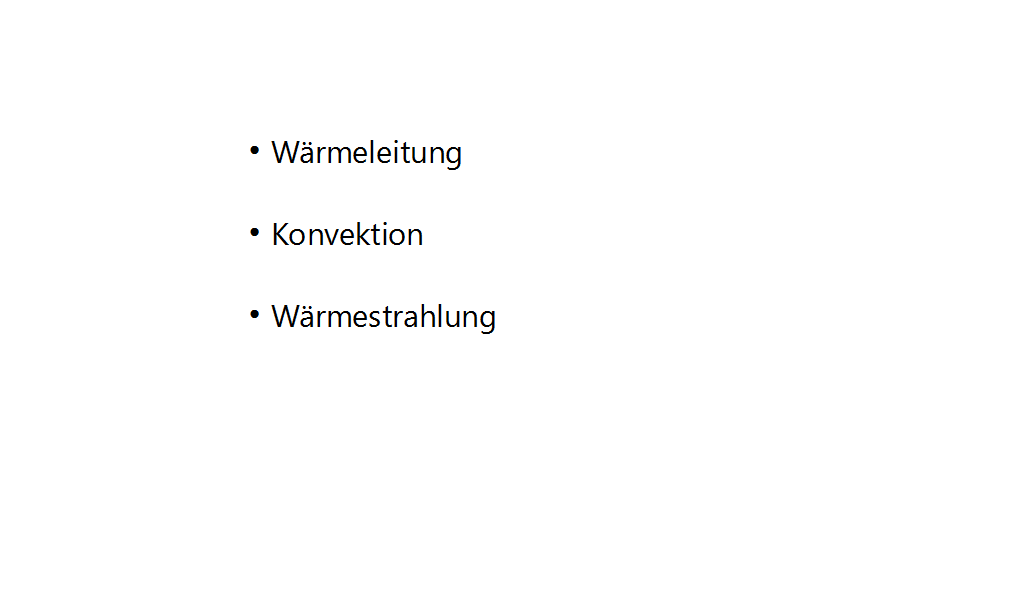 • Wärmeleitung
• Konvektion
• Wärmestrahlung